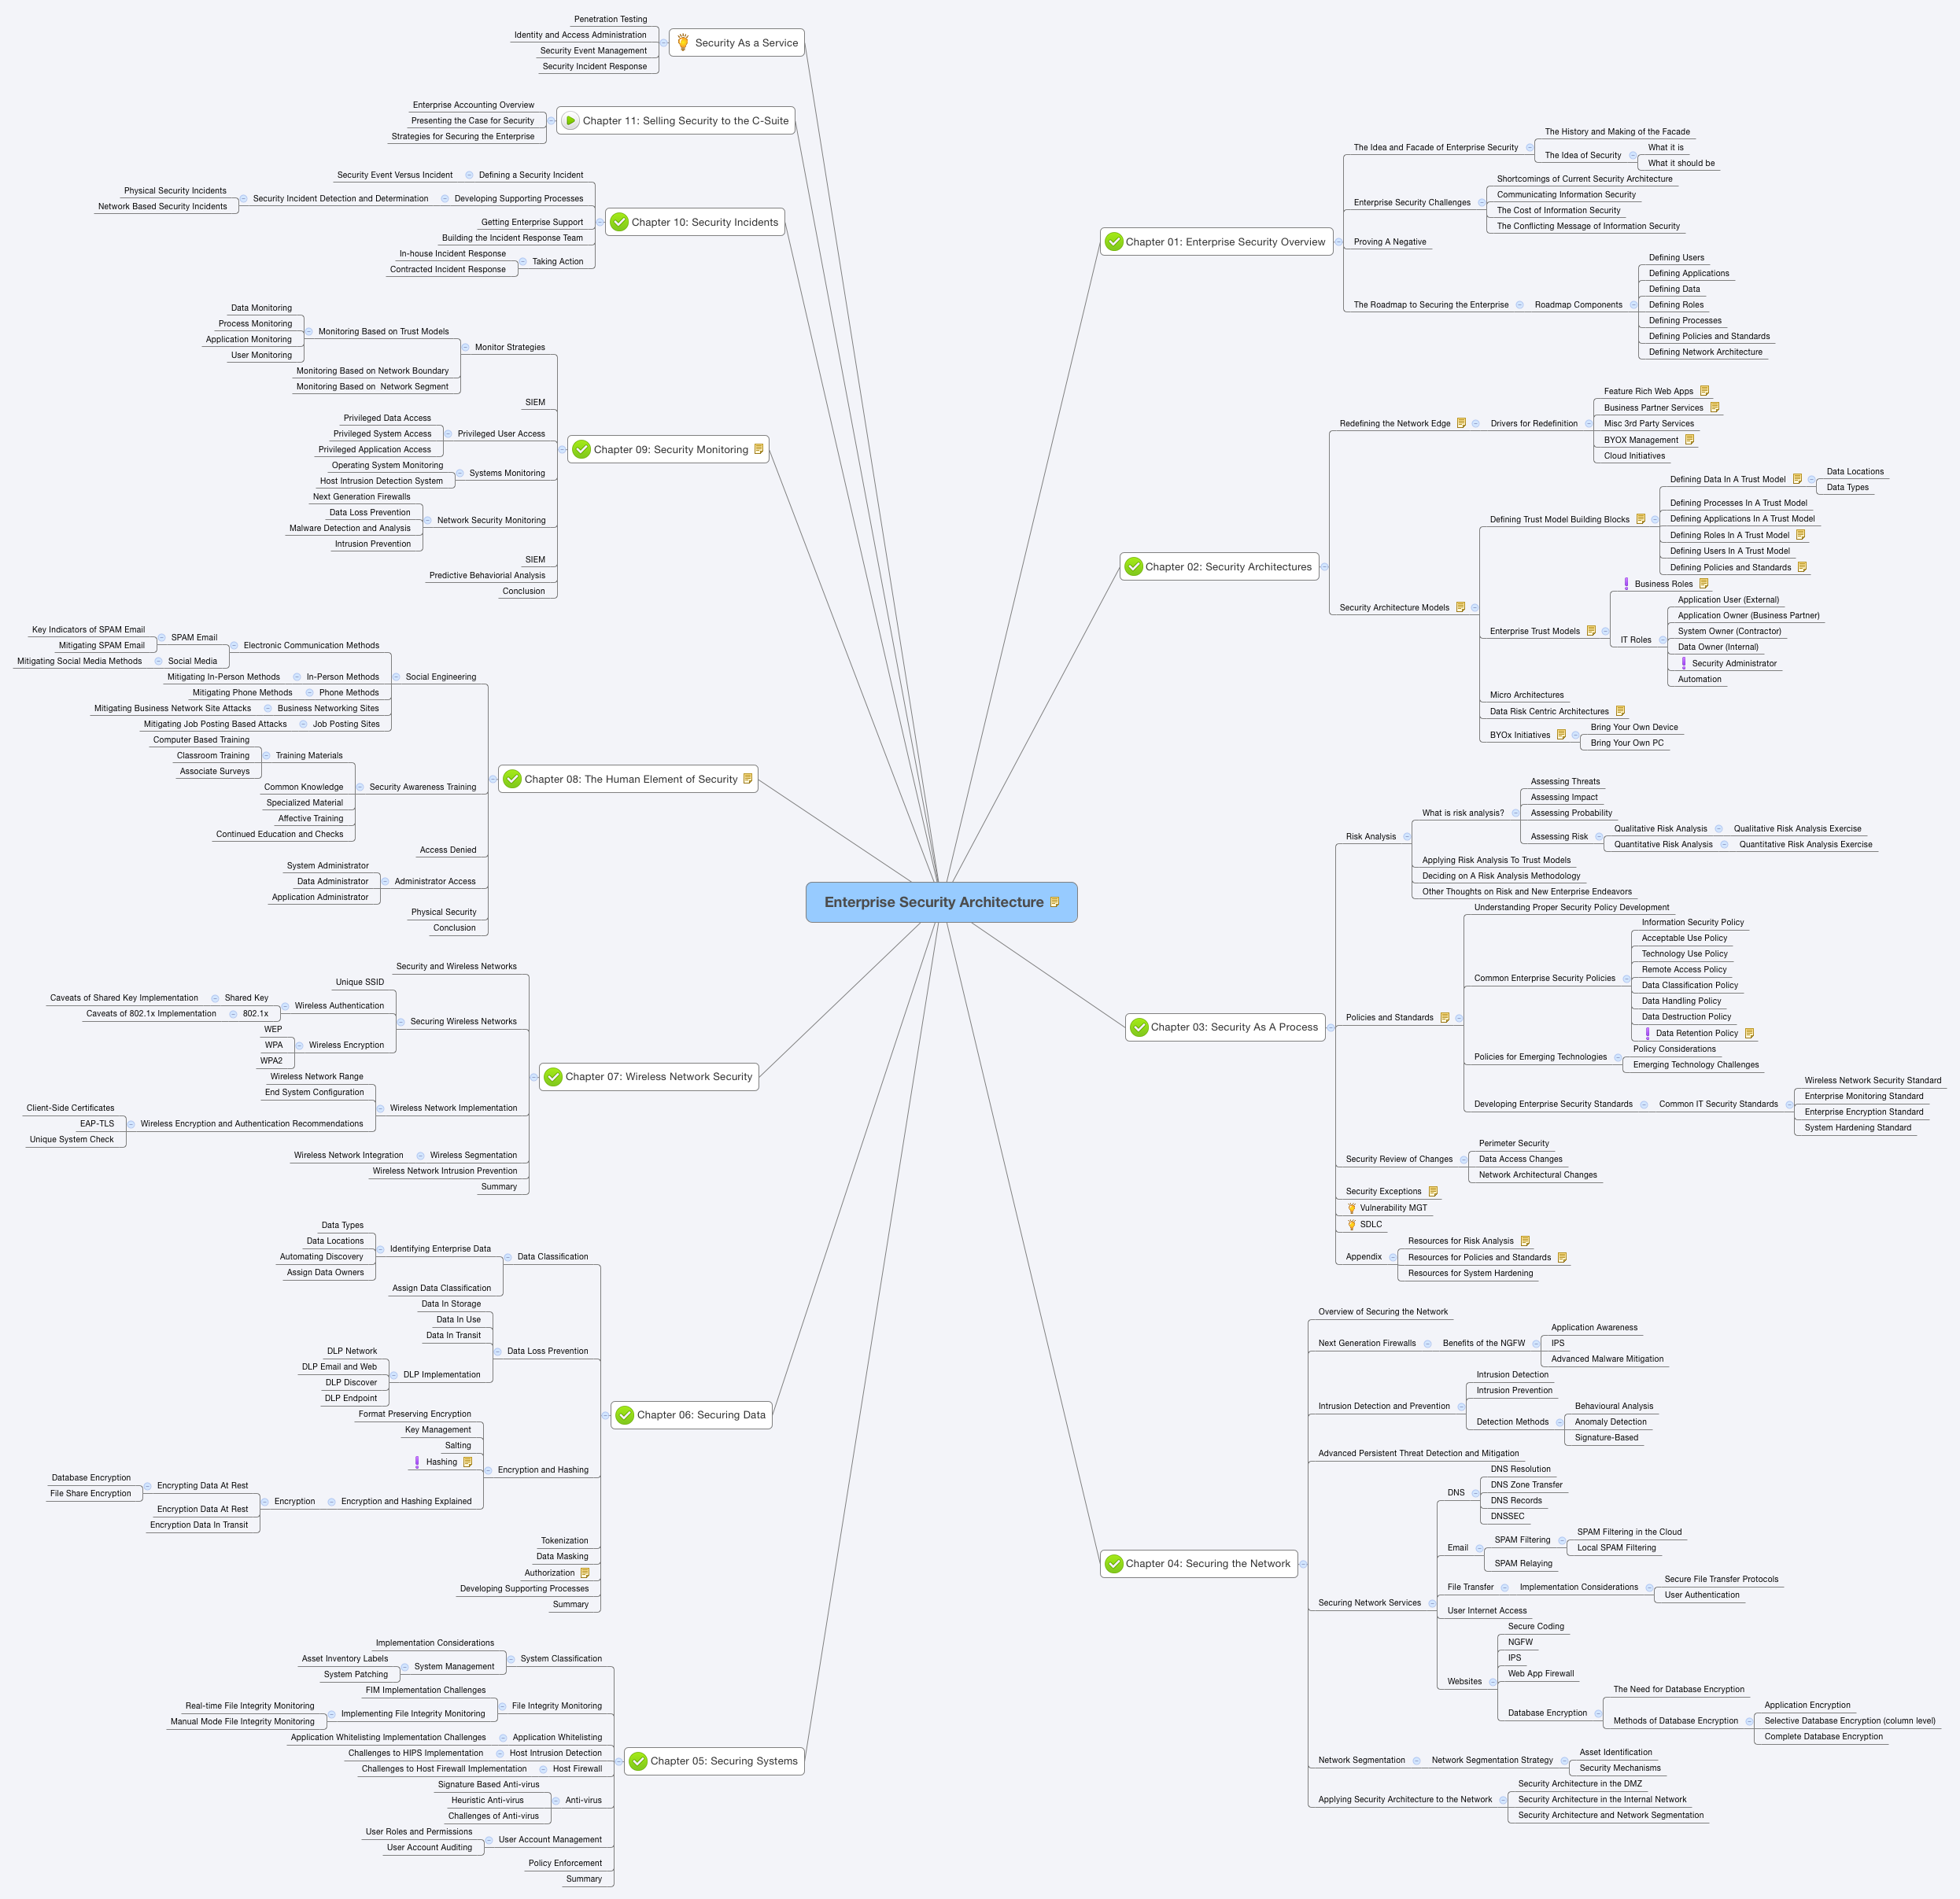 Enterprise Security Architecture
Chapter 01: Enterprise Security Overview
The Idea and Facade of Enterprise Security
The History and Making of the Facade
The Idea of Security
What it is
What it should be
Enterprise Security Challenges
Shortcomings of Current Security Architecture
Communicating Information Security
The Cost of Information Security
The Conflicting Message of Information Security
Proving A Negative
The Roadmap to Securing the Enterprise
Roadmap Components
Defining Users
Defining Applications
Defining Data
Defining Roles
Defining Processes
Defining Policies and Standards
Defining Network Architecture
Chapter 02: Security Architectures
Redefining the Network Edge
Drivers for Redefinition
Feature Rich Web Apps
Business Partner Services
Misc 3rd Party Services
BYOX Management
Cloud Initiatives
Security Architecture Models
Defining Trust Model Building Blocks
Defining Data In A Trust Model
Data Locations
Data Types
Defining Processes In A Trust Model
Defining Applications In A Trust Model
Defining Roles In A Trust Model
Defining Users In A Trust Model
Defining Policies and Standards
Enterprise Trust Models
Business Roles
IT Roles
Application User (External)
Application Owner (Business Partner)
System Owner (Contractor)
Data Owner (Internal)
Security Administrator
Automation
Micro Architectures
Data Risk Centric Architectures
BYOx Initiatives
Bring Your Own Device
Bring Your Own PC
Chapter 03: Security As A Process
Risk Analysis
What is risk analysis?
Assessing Threats
Assessing Impact
Assessing Probability
Assessing Risk
Qualitative Risk Analysis
Qualitative Risk Analysis Exercise
Quantitative Risk Analysis
Quantitative Risk Analysis Exercise
Applying Risk Analysis To Trust Models
Deciding on A Risk Analysis Methodology
Other Thoughts on Risk and New Enterprise Endeavors
Policies and Standards
Understanding Proper Security Policy Development
Common Enterprise Security Policies
Information Security Policy
Acceptable Use Policy
Technology Use Policy
Remote Access Policy
Data Classification Policy
Data Handling Policy
Data Destruction Policy
Data Retention Policy
Policies for Emerging Technologies
Policy Considerations
Emerging Technology Challenges
Developing Enterprise Security Standards
Common IT Security Standards
Wireless Network Security Standard
Enterprise Monitoring Standard
Enterprise Encryption Standard
System Hardening Standard
Security Review of Changes
Perimeter Security
Data Access Changes
Network Architectural Changes
Security Exceptions
Vulnerability MGT
SDLC
Appendix
Resources for Risk Analysis
Resources for Policies and Standards
Resources for System Hardening
Chapter 04: Securing the Network
Overview of Securing the Network
Next Generation Firewalls
Benefits of the NGFW
Application Awareness
IPS
Advanced Malware Mitigation
Intrusion Detection and Prevention
Intrusion Detection
Intrusion Prevention
Detection Methods
Behavioural Analysis
Anomaly Detection
Signature-Based
Advanced Persistent Threat Detection and Mitigation
Securing Network Services
DNS
DNS Resolution
DNS Zone Transfer
DNS Records
DNSSEC
Email
SPAM Filtering
SPAM Filtering in the Cloud
Local SPAM Filtering
SPAM Relaying
File Transfer
Implementation Considerations
Secure File Transfer Protocols
User Authentication
User Internet Access
Websites
Secure Coding
NGFW
IPS
Web App Firewall
Database Encryption
The Need for Database Encryption
Methods of Database Encryption
Application Encryption
Selective Database Encryption (column level)
Complete Database Encryption
Network Segmentation
Network Segmentation Strategy
Asset Identification
Security Mechanisms
Applying Security Architecture to the Network
Security Architecture in the DMZ
Security Architecture in the Internal Network
Security Architecture and Network Segmentation
Chapter 05: Securing Systems
System Classification
Implementation Considerations
System Management
Asset Inventory Labels
System Patching
File Integrity Monitoring
FIM Implementation Challenges
Implementing File Integrity Monitoring
Real-time File Integrity Monitoring
Manual Mode File Integrity Monitoring
Application Whitelisting
Application Whitelisting Implementation Challenges
Host Intrusion Detection
Challenges to HIPS Implementation
Host Firewall
Challenges to Host Firewall Implementation
Anti-virus
Signature Based Anti-virus
Heuristic Anti-virus
Challenges of Anti-virus
User Account Management
User Roles and Permissions
User Account Auditing
Policy Enforcement
Summary
Chapter 06: Securing Data
Data Classification
Identifying Enterprise Data
Data Types
Data Locations
Automating Discovery
Assign Data Owners
Assign Data Classification
Data Loss Prevention
Data In Storage
Data In Use
Data In Transit
DLP Implementation
DLP Network
DLP Email and Web
DLP Discover
DLP Endpoint
Encryption and Hashing
Format Preserving Encryption
Key Management
Salting
Hashing
Encryption and Hashing Explained
Encryption
Encrypting Data At Rest
Database Encryption
File Share Encryption
Encryption Data At Rest
Encryption Data In Transit
Tokenization
Data Masking
Authorization
Developing Supporting Processes
Summary
Chapter 07: Wireless Network Security
Security and Wireless Networks
Securing Wireless Networks
Unique SSID
Wireless Authentication
Shared Key
Caveats of Shared Key Implementation
802.1x
Caveats of 802.1x Implementation
Wireless Encryption
WEP
WPA
WPA2
Wireless Network Implementation
Wireless Network Range
End System Configuration
Wireless Encryption and Authentication Recommendations
Client-Side Certificates
EAP-TLS
Unique System Check
Wireless Segmentation
Wireless Network Integration
Wireless Network Intrusion Prevention
Summary
Chapter 08: The Human Element of Security
Social Engineering
Electronic Communication Methods
SPAM Email
Key Indicators of SPAM Email
Mitigating SPAM Email
Social Media
Mitigating Social Media Methods
In-Person Methods
Mitigating In-Person Methods
Phone Methods
Mitigating Phone Methods
Business Networking Sites
Mitigating Business Network Site Attacks
Job Posting Sites
Mitigating Job Posting Based Attacks
Security Awareness Training
Training Materials
Computer Based Training
Classroom Training
Associate Surveys
Common Knowledge
Specialized Material
Affective Training
Continued Education and Checks
Access Denied
Administrator Access
System Administrator
Data Administrator
Application Administrator
Physical Security
Conclusion
Chapter 09: Security Monitoring
Monitor Strategies
Monitoring Based on Trust Models
Data Monitoring
Process Monitoring
Application Monitoring
User Monitoring
Monitoring Based on Network Boundary
Monitoring Based on  Network Segment
SIEM
Privileged User Access
Privileged Data Access
Privileged System Access
Privileged Application Access
Systems Monitoring
Operating System Monitoring
Host Intrusion Detection System
Network Security Monitoring
Next Generation Firewalls
Data Loss Prevention
Malware Detection and Analysis
Intrusion Prevention
SIEM
Predictive Behaviorial Analysis
Conclusion
Chapter 10: Security Incidents
Defining a Security Incident
Security Event Versus Incident
Developing Supporting Processes
Security Incident Detection and Determination
Physical Security Incidents
Network Based Security Incidents
Getting Enterprise Support
Building the Incident Response Team
Taking Action
In-house Incident Response
Contracted Incident Response
Chapter 11: Selling Security to the C-Suite
Enterprise Accounting Overview
Presenting the Case for Security
Strategies for Securing the Enterprise
Security As a Service
Penetration Testing
Identity and Access Administration
Security Event Management
Security Incident Response